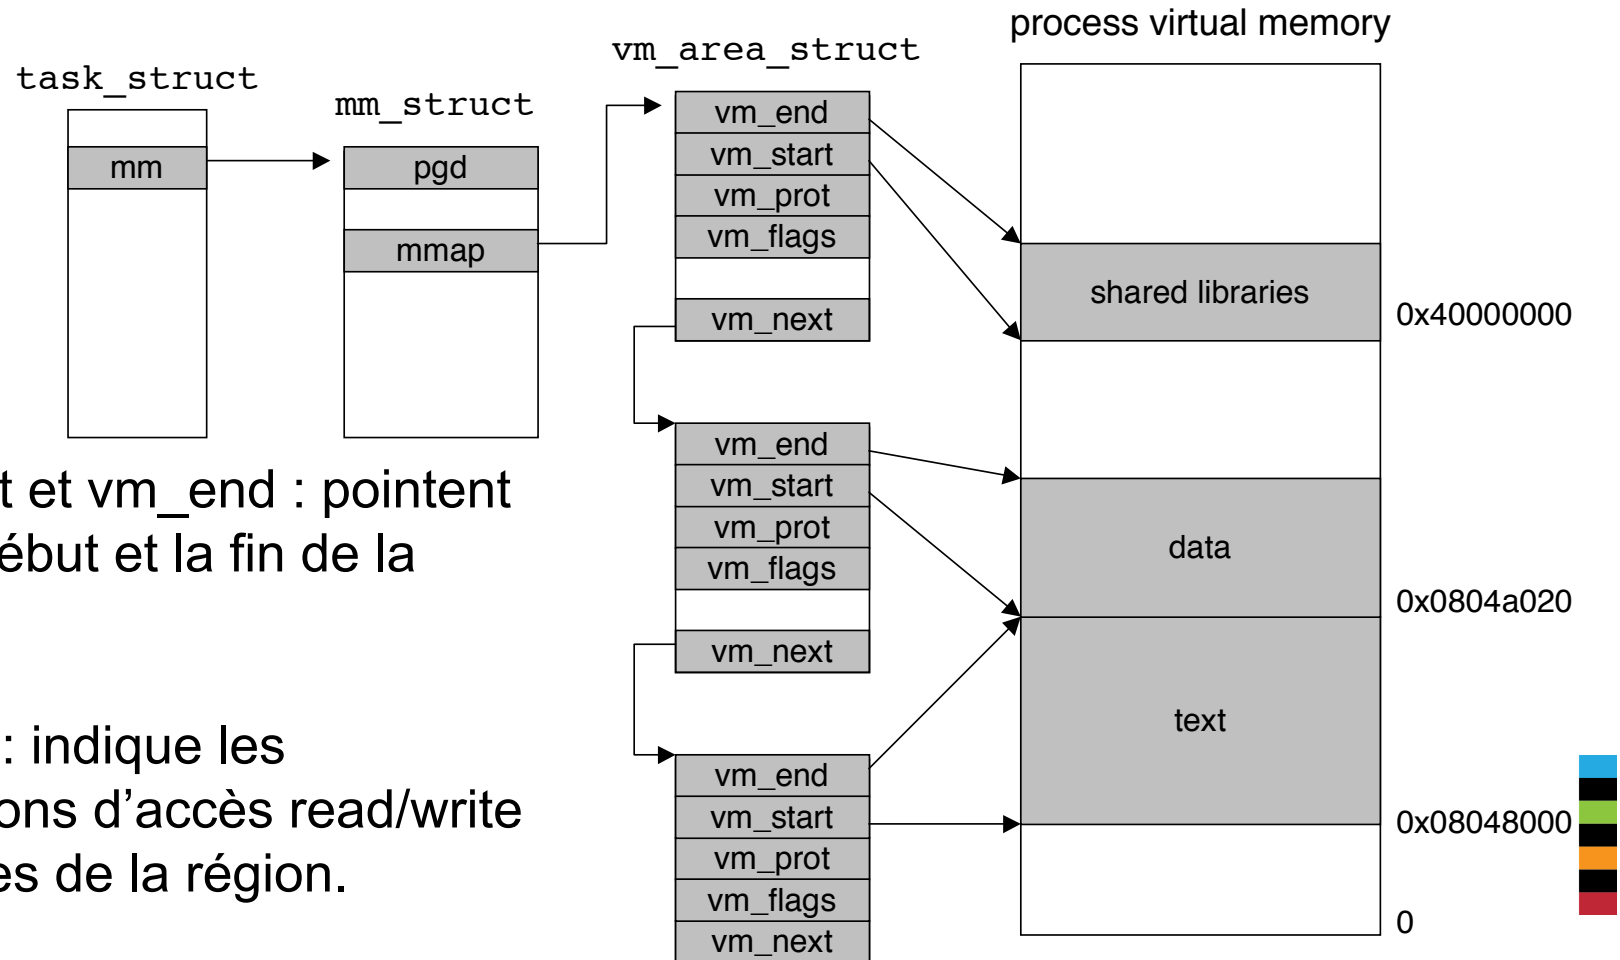 process virtual memory
vm_area_struct
task_struct
mm_struct
mm
pgd
mmap
vm_end
vm_start
vm_prot
vm_flags
vm_next
shared libraries
0x40000000
vm_end
vm_start
vm_prot
vm_flags
vm_next
data
0x0804a020
text
0x08048000
0
vm_end
vm_start
vm_prot
vm_flags
vm_next
t et vm_end : pointent
ébut et la fin de la
: indique les
ons d’accès read/write
es de la région.